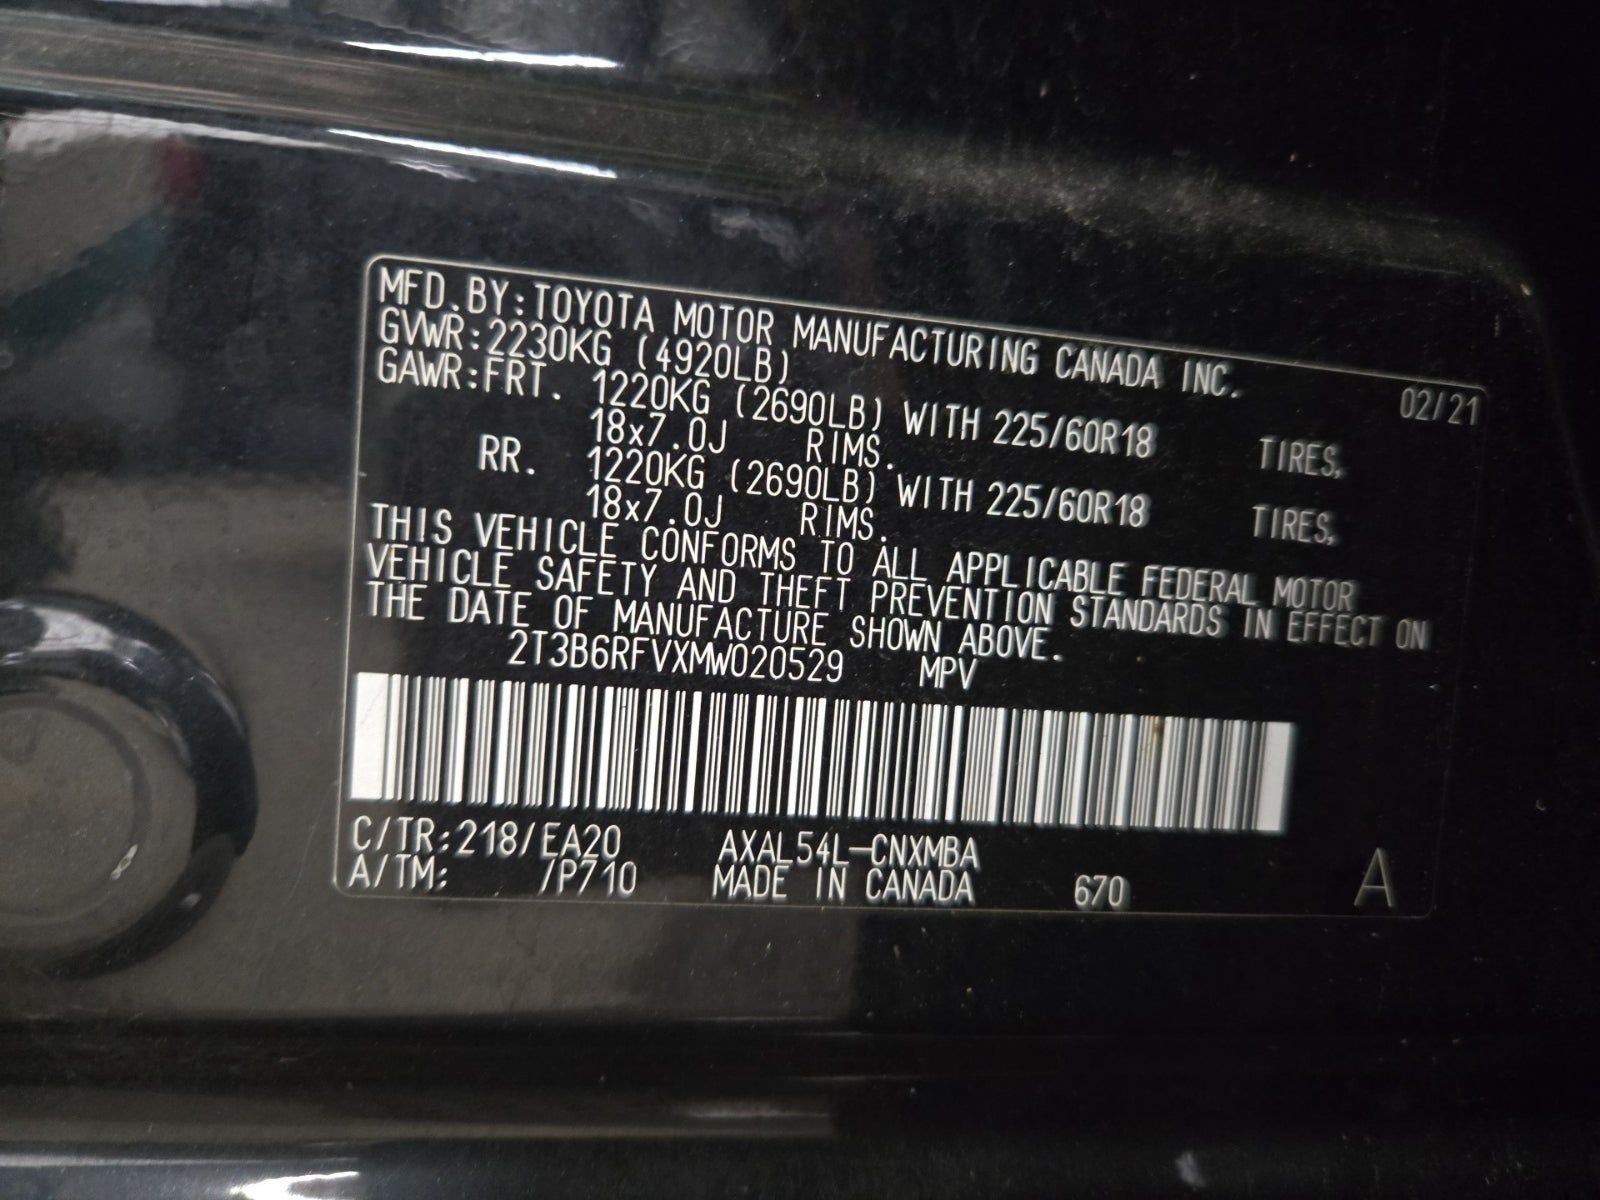 MFD. BY: TOYOTA MOTOR MANUFACTURING CANADA INC. 02/21
GVWR: 2230KG (4920LB)
GAWR: FRT. 1220KG (2690LB) WITH 225/60R18 TIRES,
18x7.0J RIMS.
RR. 1220KG (2690LB) WITH 225/60R18 TIRES,
18x7.0J RIMS.
THIS VEHICLE CONFORMS TO ALL APPLICABLE FEDERAL MOTOR
VEHICLE SAFETY AND THEFT PREVENTION STANDARDS IN EFFECT ON
THE DATE OF MANUFACTURE SHOWN ABOVE.
2T3B6RFVXMW020529 MPV
C/TR: 218/EA20 AXAL54L-CNXMBA
A/TM: /P710 MADE IN CANADA 670 A